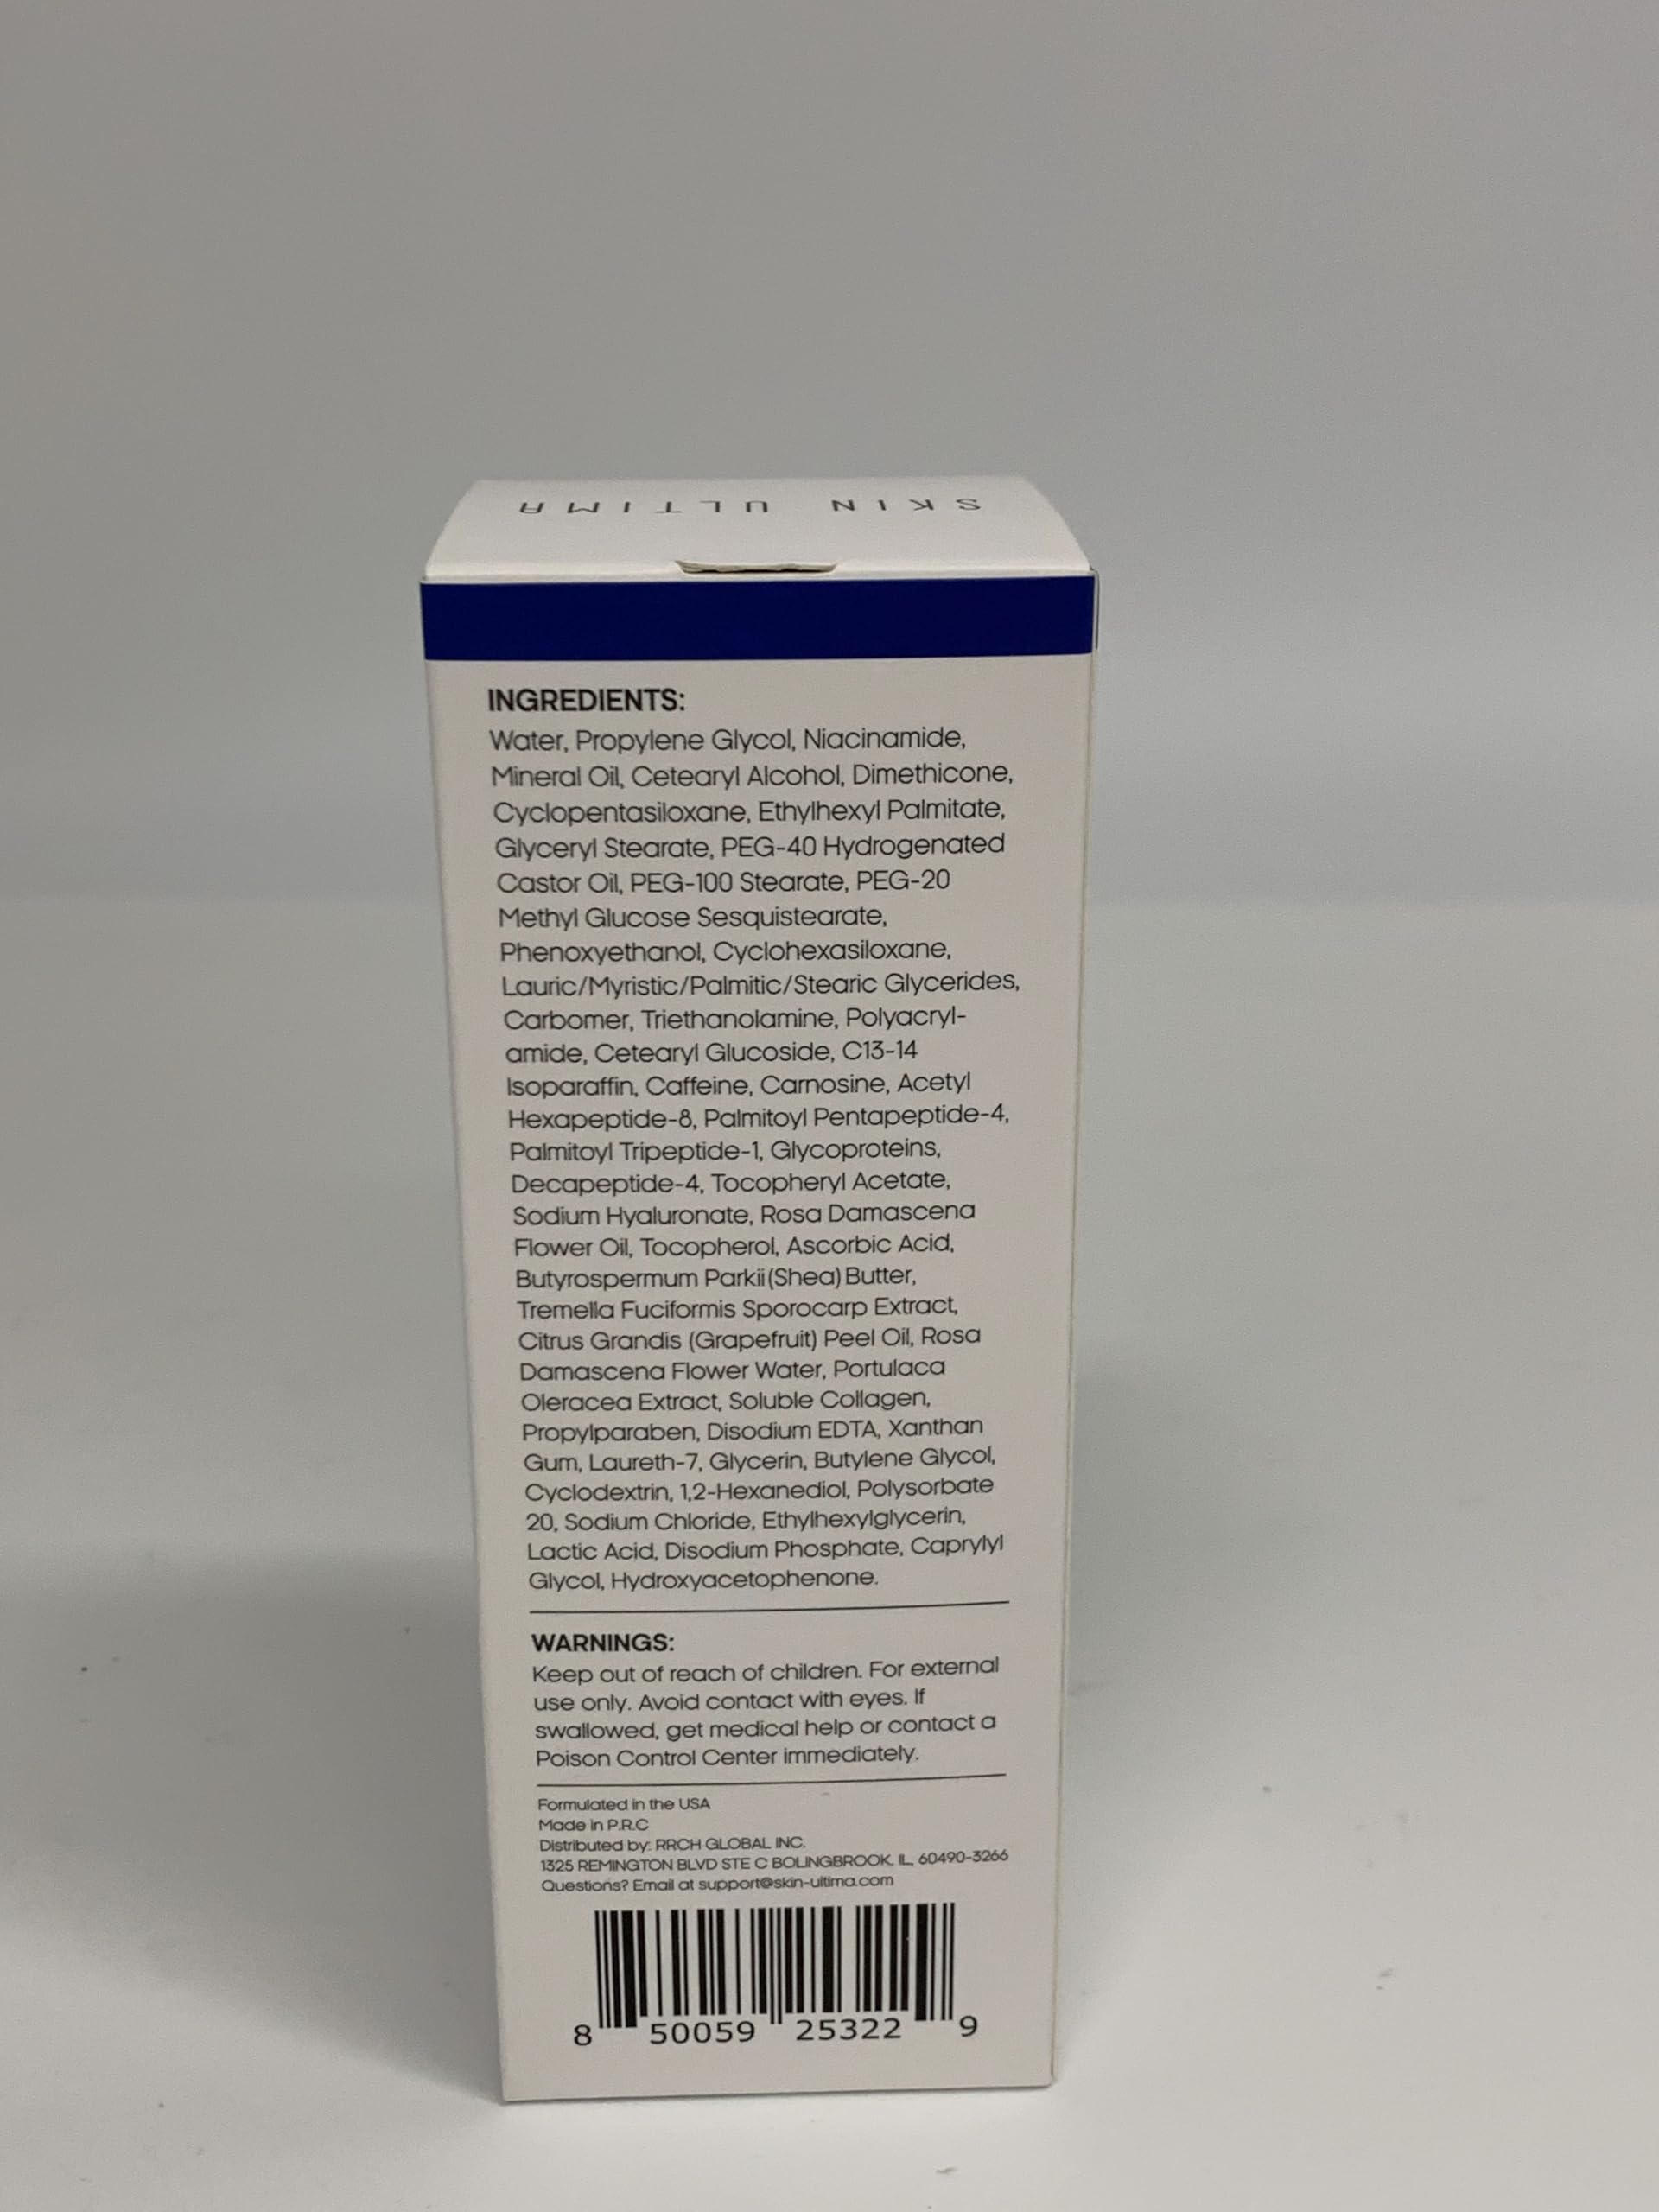 SKIN ULTIMA
INGREDIENTS:
Water, Propylene Glycol, Niacinamide,
Mineral Oil, Cetearyl Alcohol, Dimethicone,
Cyclopentasiloxane, Ethylhexyl Palmitate,
Glyceryl Stearate, PEG-40 Hydrogenated
Castor Oil, PEG-100 Stearate, PEG-20
Methyl Glucose Sesquistearate,
Phenoxyethanol, Cyclohexasiloxane,
Lauric/Myristic/Palmitic/Stearic Glycerides,
Carbomer, Triethanolamine, Polyacryl-
amide, Cetearyl Glucoside, C13-14
Isoparaffin, Caffeine, Carnosine, Acetyl
Hexapeptide-8, Palmitoyl Pentapeptide-4,
Palmitoyl Tripeptide-1, Glycoproteins,
Decapeptide-4, Tocopheryl Acetate,
Sodium Hyaluronate, Rosa Damascena
Flower Oil, Tocopherol, Ascorbic Acid,
Butyrospermum Parkii (Shea) Butter,
Tremella Fuciformis Sporocarp Extract,
Citrus Grandis (Grapefruit) Peel Oil, Rosa
Damascena Flower Water, Portulaca
Oleracea Extract, Soluble Collagen,
Propylparaben, Disodium EDTA, Xanthan
Gum, Laureth-7, Glycerin, Butylene Glycol,
Cyclodextrin, 1,2-Hexanediol, Polysorbate
20, Sodium Chloride, Ethylhexylglycerin,
Lactic Acid, Disodium Phosphate, Caprylyl
Glycol, Hydroxyacetophenone.
WARNINGS:
Keep out of reach of children. For external
use only. Avoid contact with eyes. If
swallowed, get medical help or contact a
Poison Control Center immediately.
Formulated in the USA
Made in P.R.C
Distributed by: RRCH GLOBAL INC.
1325 REMINGTON BLVD STE C BOLINGBROOK, IL, 60490-3266
Questions? Email at support@skin-ultima.com
8 50059 25322 9